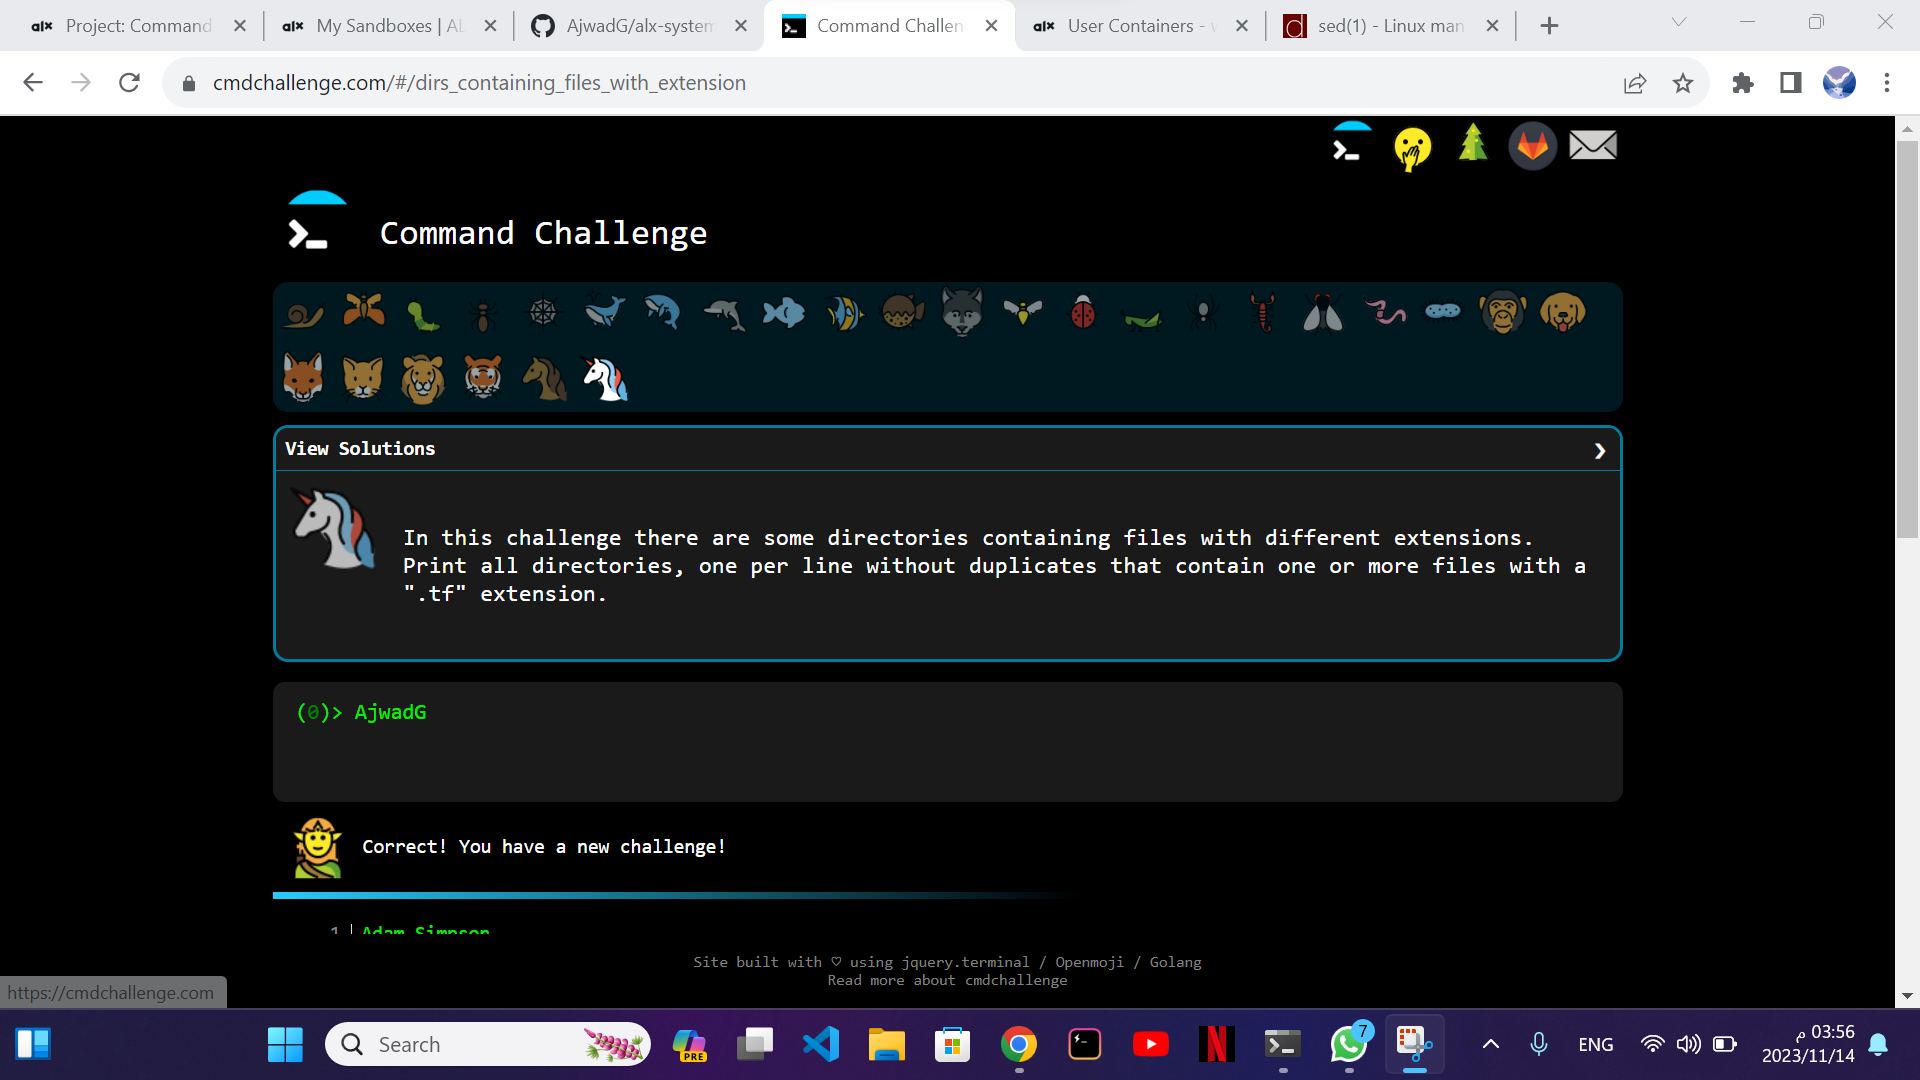 alx Project: Command
alx My Sandboxes | AL
AjwadG/alx-system
Command Challen
alx User Containers - w
sed(1) - Linux man
cmdchallenge.com/#/dirs_containing_files_with_extension
Command Challenge
View Solutions
In this challenge there are some directories containing files with different extensions.
Print all directories, one per line without duplicates that contain one or more files with a
".tf" extension.
(0)> AjwadG
Correct! You have a new challenge!
1 Adam Simpson
Site built with ♡ using jquery.terminal / Openmoji / Golang
Read more about cmdchallenge
https://cmdchallenge.com
Search
PRE
7
ENG
03:56 م
2023/11/14